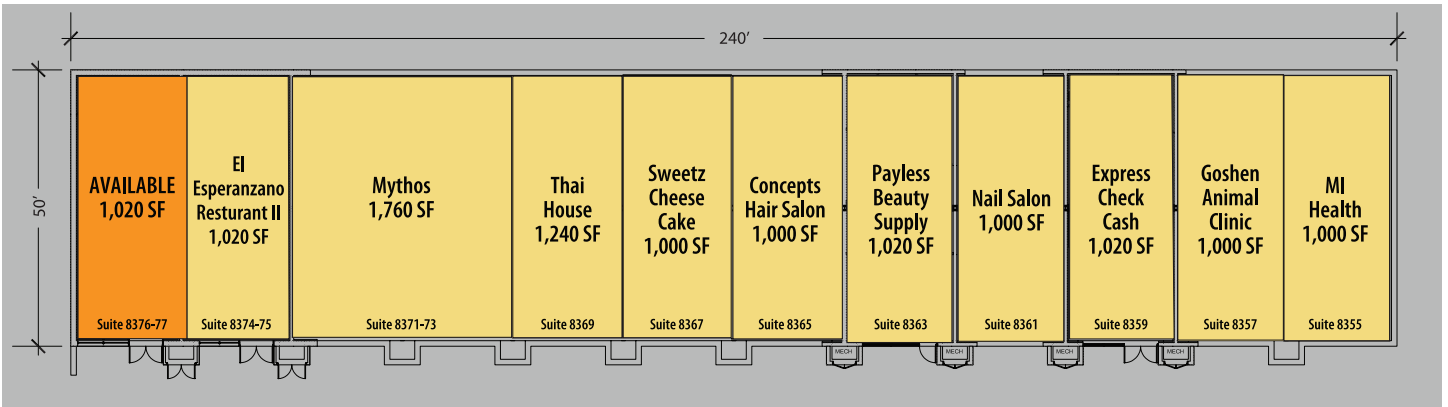 240’
50’
AVAILABLE
1,020 SF
Suite 8376-77
El
Esperanzano
Resturant II
1,020 SF
Suite 8374-75
Mythos
1,760 SF
Suite 8371-73
Thai
House
1,240 SF
Suite 8369
Sweetz
Cheese
Cake
1,000 SF
Suite 8367
Concepts
Hair Salon
1,000 SF
Suite 8365
Payless
Beauty
Supply
1,020 SF
Suite 8363
Nail Salon
1,000 SF
Suite 8361
Express
Check
Cash
1,020 SF
Suite 8359
Goshen
Animal
Clinic
1,000 SF
Suite 8357
MI
Health
1,000 SF
Suite 8355
MECH
MECH
MECH
MECH